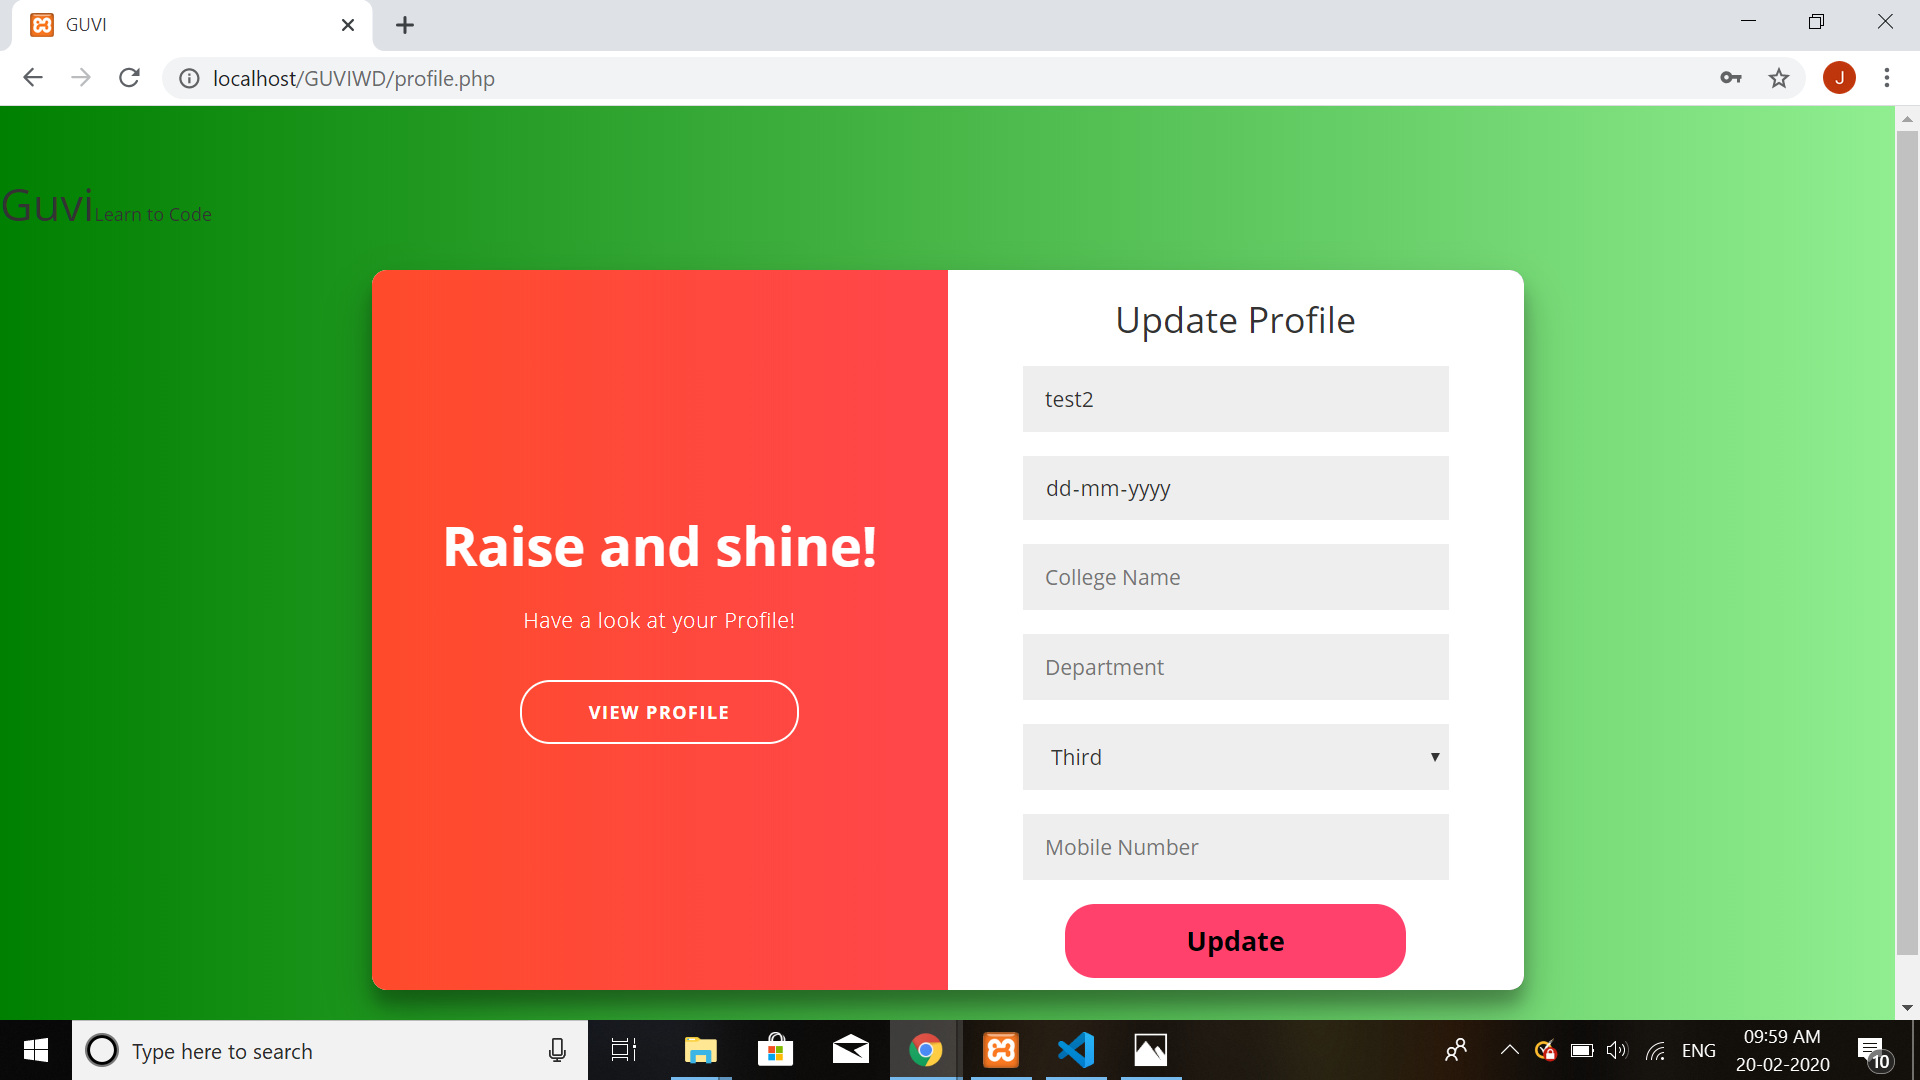 GUVI
localhost/GUVIWD/profile.php
J
GuviLearn to Code
Raise and shine!
Have a look at your Profile!
VIEW PROFILE
Update Profile
test2
dd-mm-yyyy
College Name
Department
Third
Mobile Number
Update
Type here to search
ENG
09:59 AM
20-02-2020
10